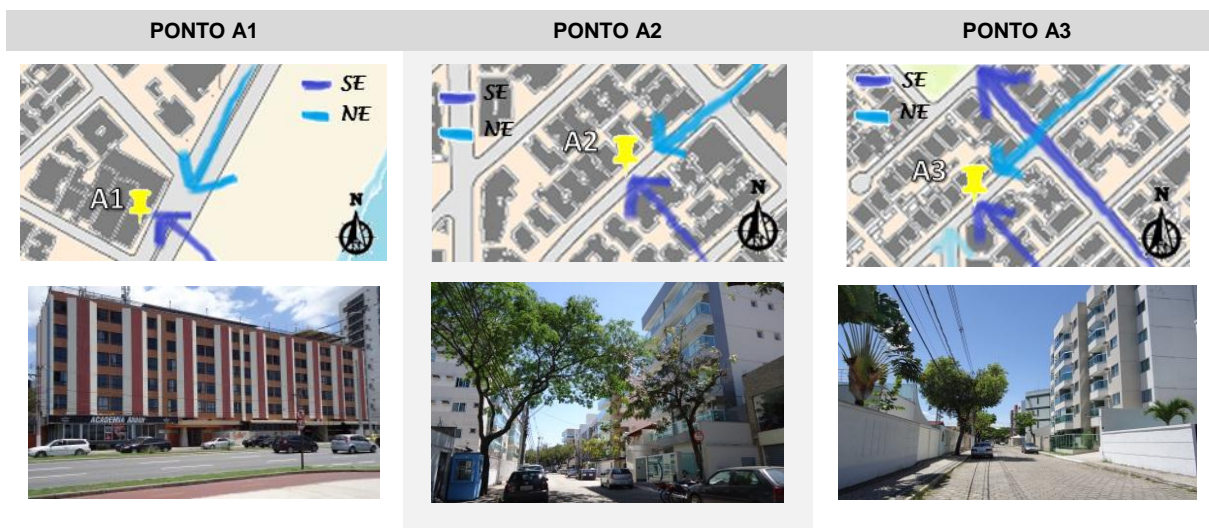 PONTO A1
PONTO A2
PONTO A3
SE
NE
A1
N
SE
NE
A2
N
SE
NE
A3
N
ACADEMIA